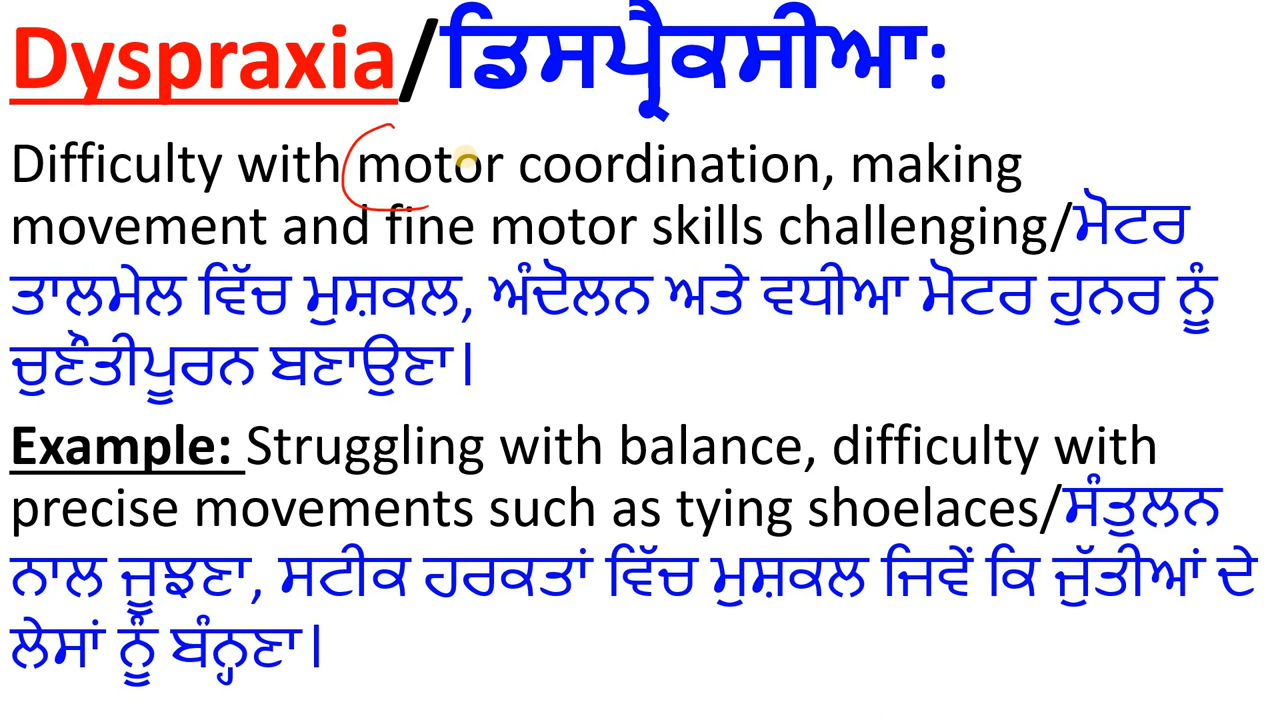 Dyspraxia/ਡਿਸਪ੍ਰੈਕਸੀਆ:
Difficulty with motor coordination, making
movement and fine motor skills challenging/ਮੋਟਰ
ਤਾਲਮੇਲ ਵਿੱਚ ਮੁਸ਼ਕਲ, ਅੰਦੋਲਨ ਅਤੇ ਵਧੀਆ ਮੋਟਰ ਹੁਨਰ ਨੂੰ
ਚੁਣੌਤੀਪੂਰਨ ਬਣਾਉਣਾ।
Example: Struggling with balance, difficulty with
precise movements such as tying shoelaces/ਸੰਤੁਲਨ
ਨਾਲ ਜੂਝਣਾ, ਸਟੀਕ ਹਰਕਤਾਂ ਵਿੱਚ ਮੁਸ਼ਕਲ ਜਿਵੇਂ ਕਿ ਜੁੱਤੀਆਂ ਦੇ
ਲੇਸਾਂ ਨੂੰ ਬੰਨ੍ਹਣਾ।